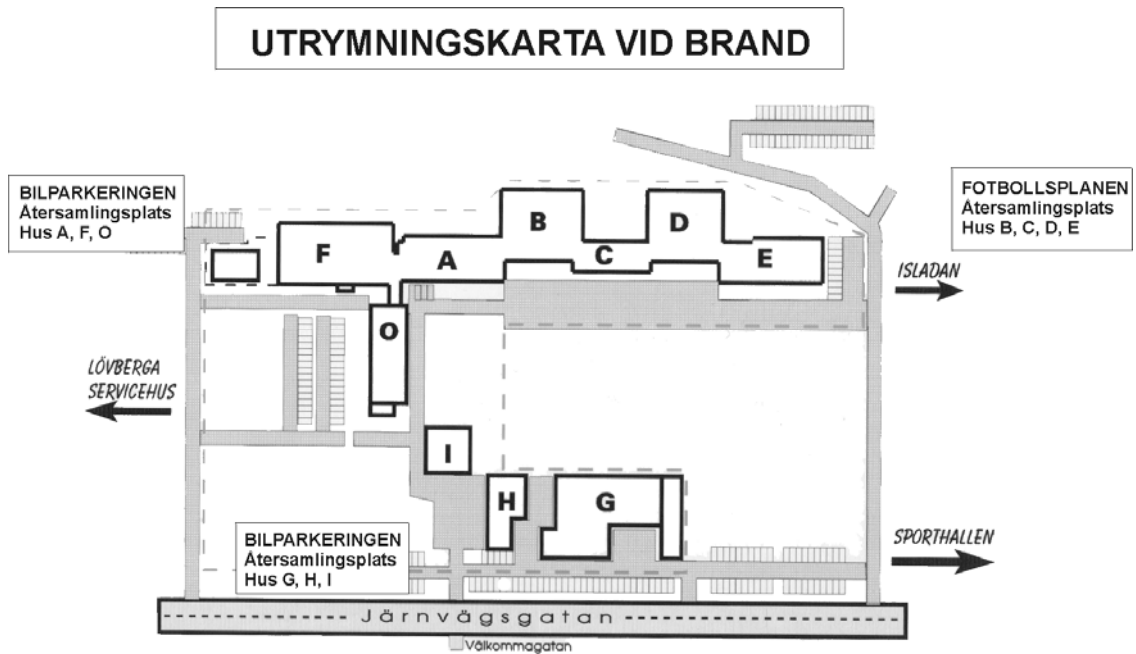 UTRYMNINGSKARTA VID BRAND
BILPARKERINGEN
Återsamlingsplats
Hus A, F, O
FOTBOLLSPLANEN
Återsamlingsplats
Hus B, C, D, E
B
D
F
A
C
E
ISLADAN
O
LÖVBERGA
SERVICEHUS
I
H
G
BILPARKERINGEN
Återsamlingsplats
Hus G, H, I
SPORTHALLEN
Järnvägsgatan
Välkommagatan